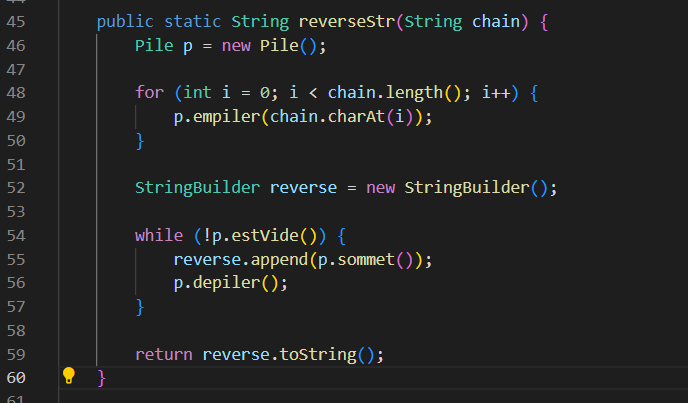 45 public static String reverseStr(String chain) {
46 Pile p = new Pile();
47
48 for (int i = 0; i < chain.length(); i++) {
49 p.empiler(chain.charAt(i));
50 }
51
52 StringBuilder reverse = new StringBuilder();
53
54 while (!p.estVide()) {
55 reverse.append(p.sommet());
56 p.depiler();
57 }
58
59 return reverse.toString();
60 }
61